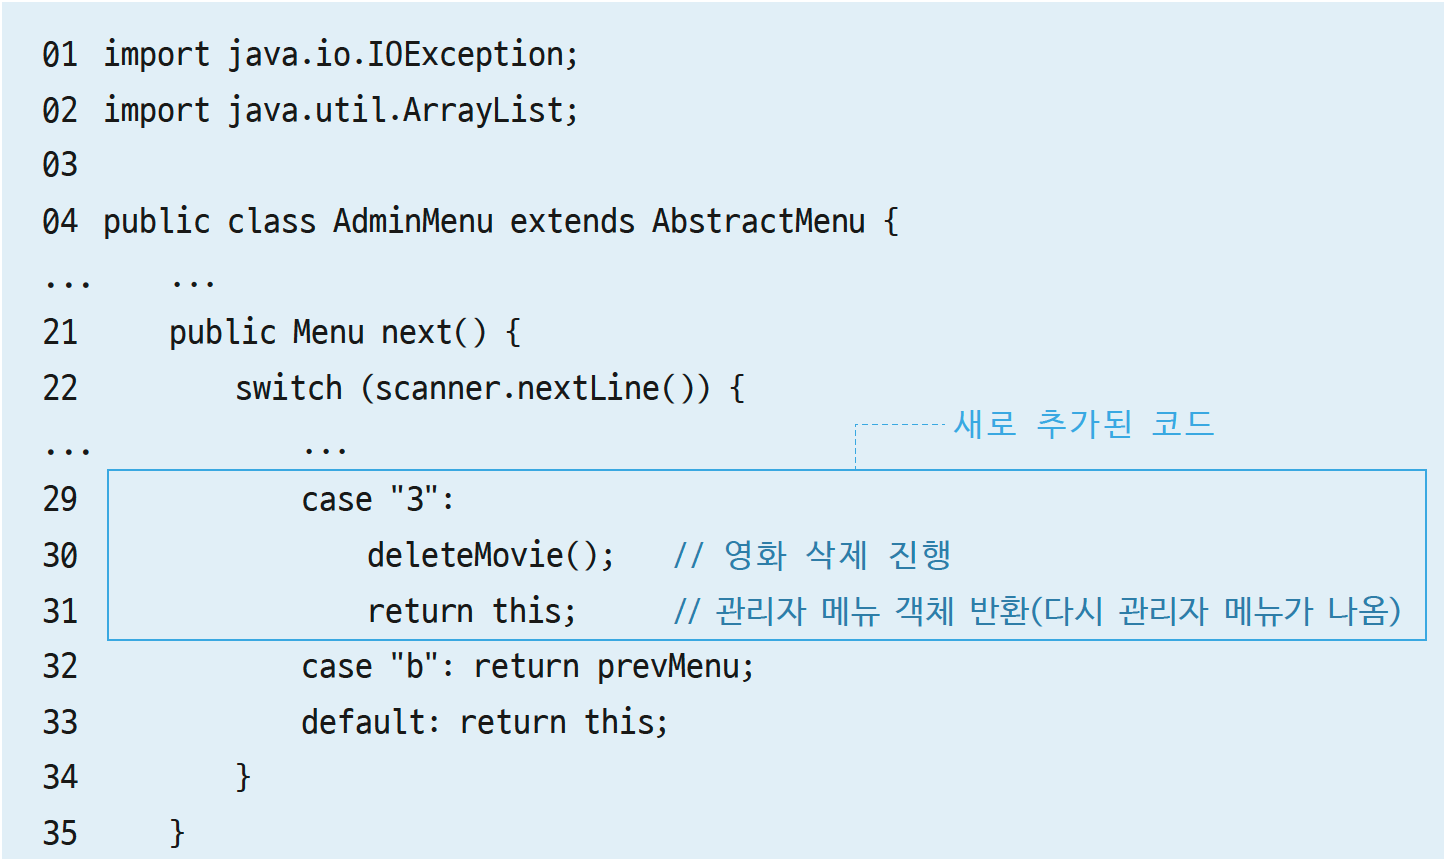 01 import java.io.IOException;
02 import java.util.ArrayList;
03
04 public class AdminMenu extends AbstractMenu {
... ...
21 public Menu next() {
22 switch (scanner.nextLine()) {
새로 추가된 코드
... ...
29 case "3":
30 deleteMovie(); // 영화 삭제 진행
31 return this; // 관리자 메뉴 객체 반환(다시 관리자 메뉴가 나옴)
32 case "b": return prevMenu;
33 default: return this;
34 }
35 }